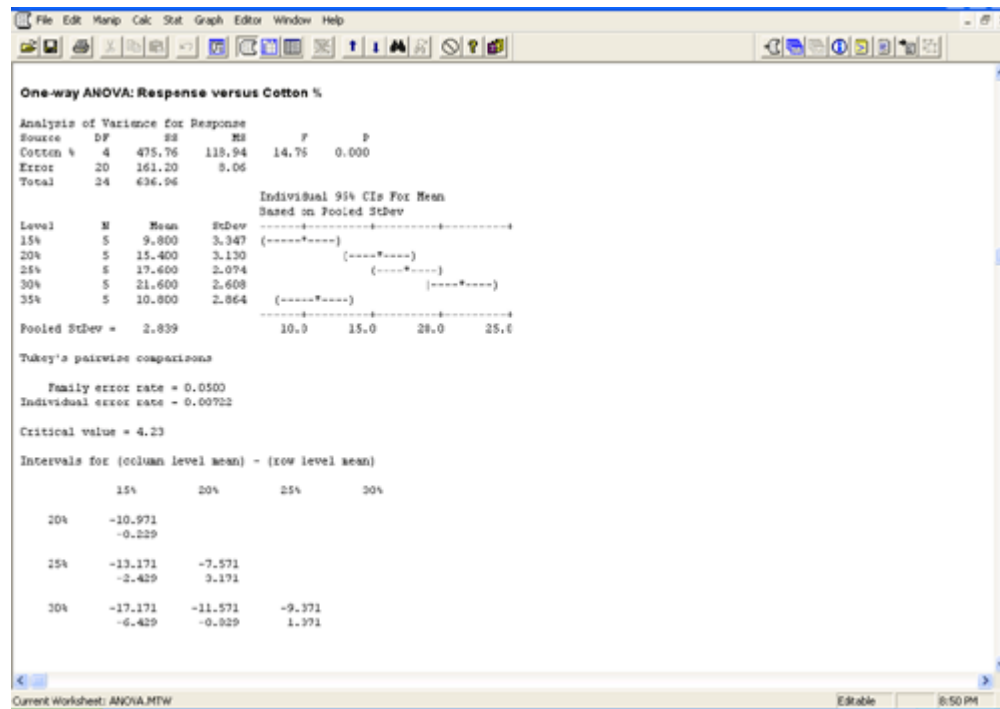 File Edit Manip Calc Stat Graph Editor Window Help
One-way ANOVA: Response versus Cotton %
Analysis of Variance for Response
Source DF SS MS F P
Cotton % 4 475.76 118.94 14.76 0.000
Error 20 161.20 8.06
Total 24 636.96
Individual 95% CIs For Mean
Based on Pooled StDev
Level N Mean StDev ------+---------+---------+---------+
15% 5 9.800 3.347 (-----*----)
20% 5 15.400 3.130 (----*----)
25% 5 17.600 2.074 (----*----)
30% 5 21.600 2.608 (----*----)
35% 5 10.800 2.864 (-----*----)
------+---------+---------+---------+
Pooled StDev = 2.839 10.0 15.0 20.0 25.0
Tukey's pairwise comparisons
Family error rate = 0.0500
Individual error rate = 0.00722
Critical value = 4.23
Intervals for (column level mean) - (row level mean)
15% 20% 25% 30%
20% -10.971
-0.229
25% -13.171 -7.571
-2.429 3.171
30% -17.171 -11.571 -9.371
-6.429 -0.829 1.371
Current Worksheet: ANOVA.MTW Editable 8:50 PM